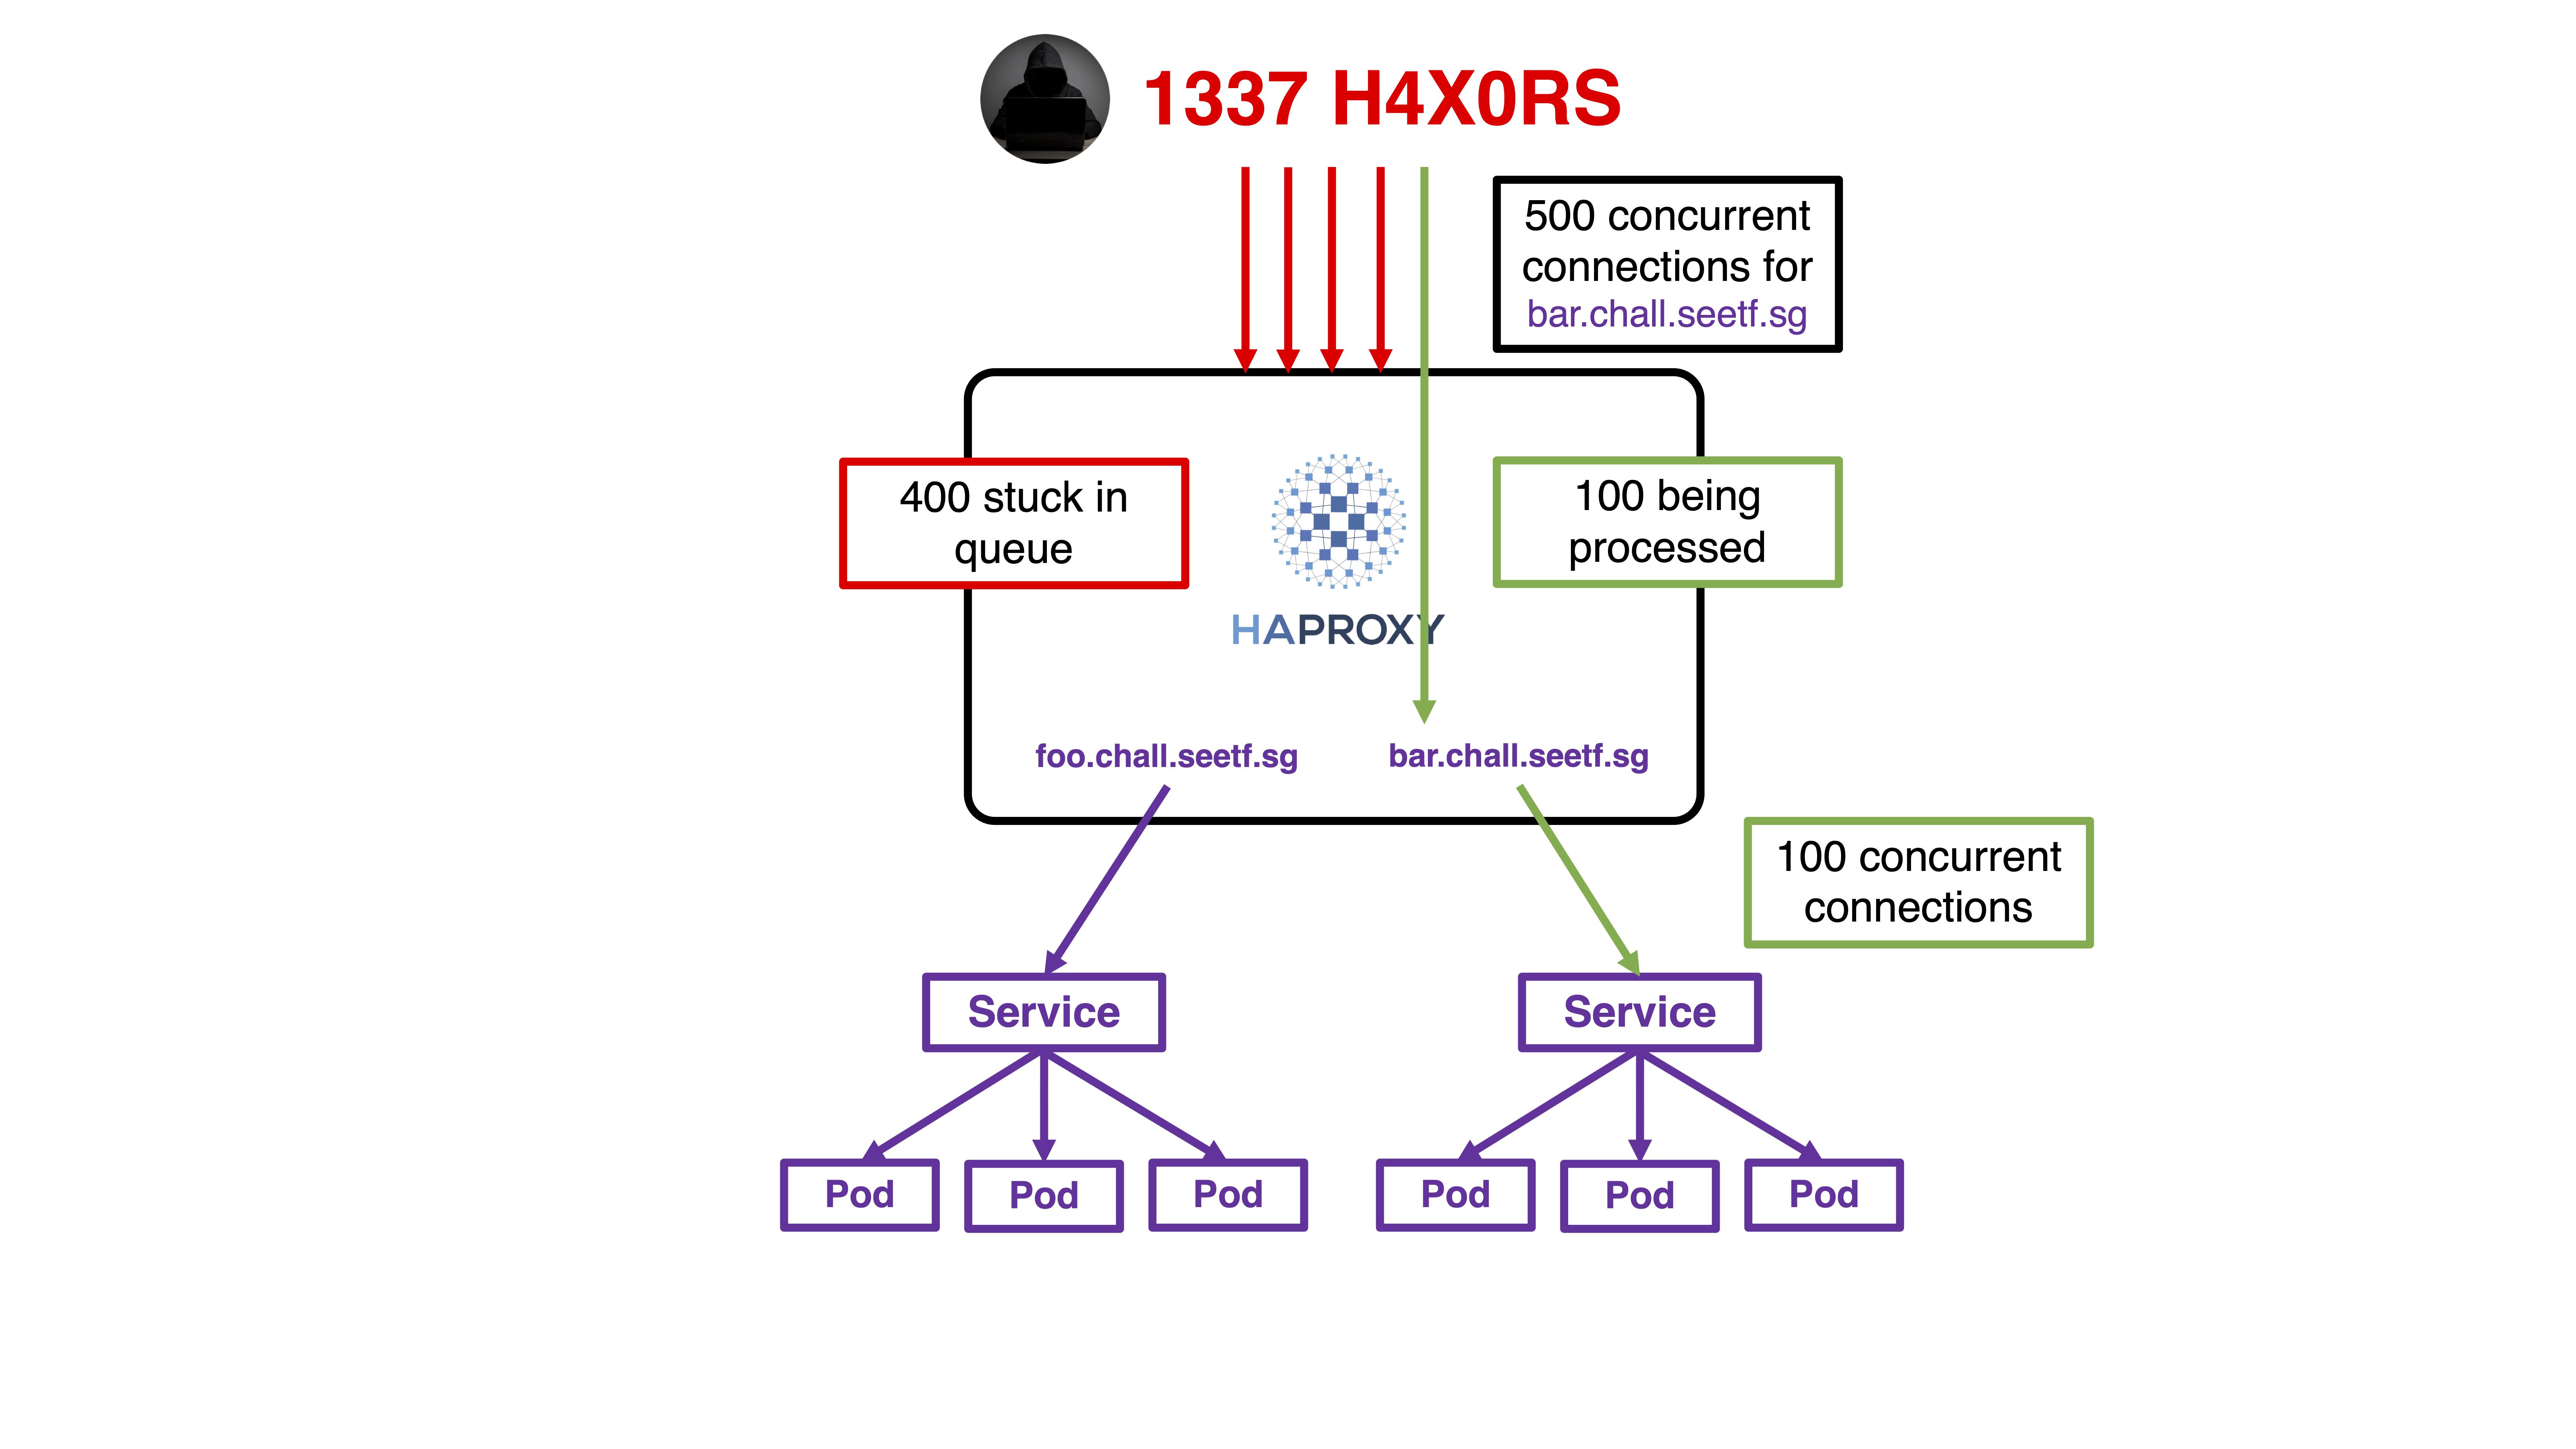 1337 H4X0RS
500 concurrent
connections for
bar.chall.seetf.sg
400 stuck in
queue
100 being
processed
HAPROXY
foo.chall.seetf.sg
bar.chall.seetf.sg
100 concurrent
connections
Service
Service
Pod
Pod
Pod
Pod
Pod
Pod